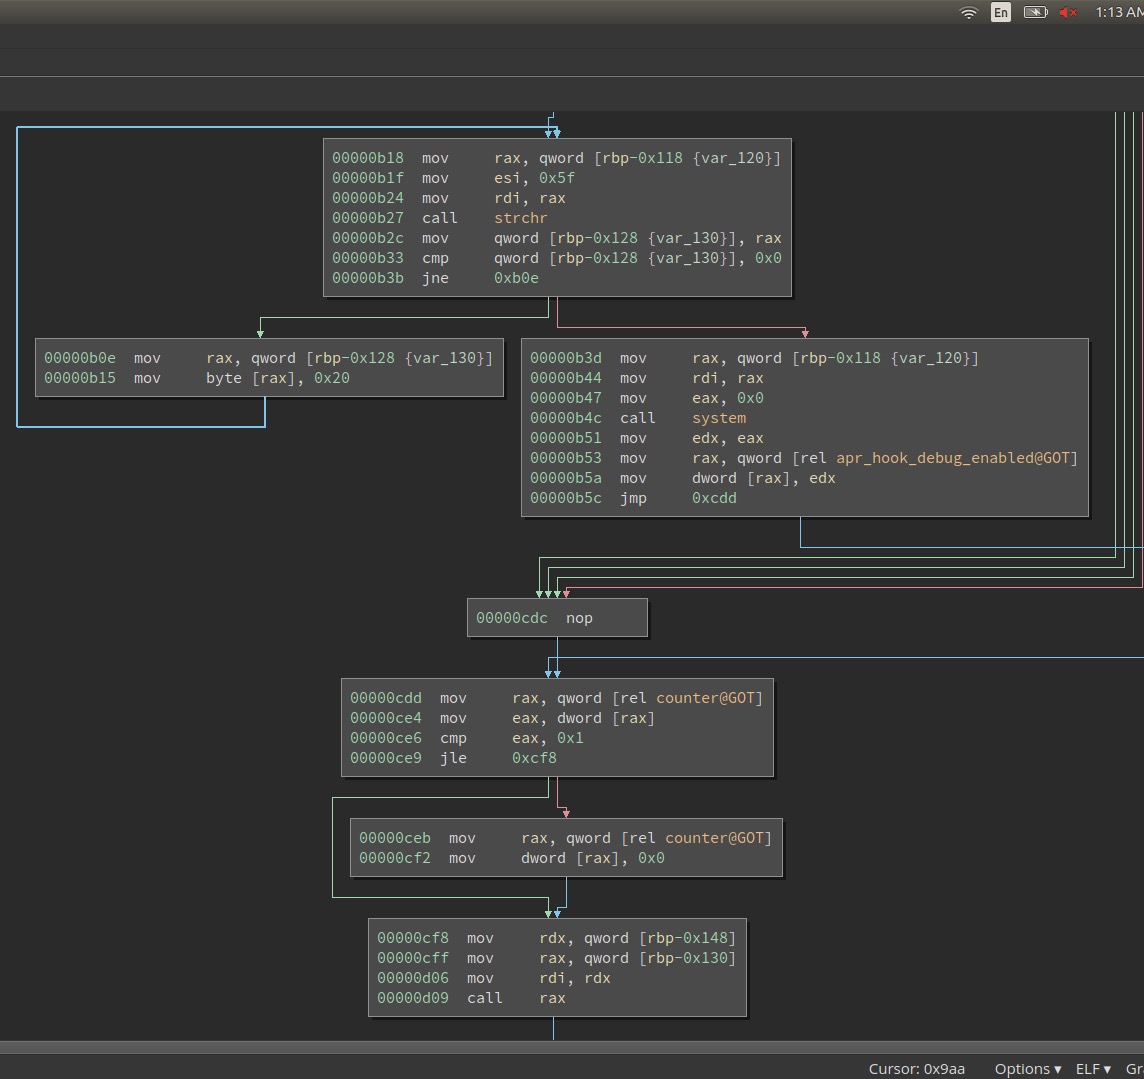 En 1:13 AM
00000b18 mov rax, qword [rbp-0x118 {var_120}]
00000b1f mov esi, 0x5f
00000b24 mov rdi, rax
00000b27 call strchr
00000b2c mov qword [rbp-0x128 {var_130}], rax
00000b33 cmp qword [rbp-0x128 {var_130}], 0x0
00000b3b jne 0xb0e
00000b0e mov rax, qword [rbp-0x128 {var_130}]
00000b15 mov byte [rax], 0x20
00000b3d mov rax, qword [rbp-0x118 {var_120}]
00000b44 mov rdi, rax
00000b47 mov eax, 0x0
00000b4c call system
00000b51 mov edx, eax
00000b53 mov rax, qword [rel apr_hook_debug_enabled@GOT]
00000b5a mov dword [rax], edx
00000b5c jmp 0xcdd
00000cdc nop
00000cdd mov rax, qword [rel counter@GOT]
00000ce4 mov eax, dword [rax]
00000ce6 cmp eax, 0x1
00000ce9 jle 0xcf8
00000ceb mov rax, qword [rel counter@GOT]
00000cf2 mov dword [rax], 0x0
00000cf8 mov rdx, qword [rbp-0x148]
00000cff mov rax, qword [rbp-0x130]
00000d06 mov rdi, rdx
00000d09 call rax
Cursor: 0x9aa Options ▾ ELF ▾ Gr